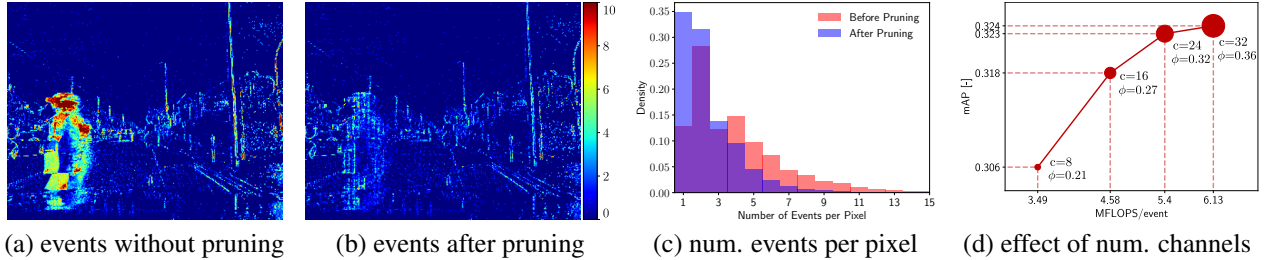 10
8
6
4
2
0
(a) events without pruning
(b) events after pruning
0.35
0.30
0.25
0.20
0.15
0.10
0.05
0.00
Density
Before Pruning
After Pruning
1 3 5 7 9 11 13 15
Number of Events per Pixel
(c) num. events per pixel
0.324
0.323
0.318
0.306
mAP [-]
c=8
ϕ=0.21
c=16
ϕ=0.27
c=24
ϕ=0.32
c=32
ϕ=0.36
3.49 4.58 5.4 6.13
MFLOPS/event
(d) effect of num. channels